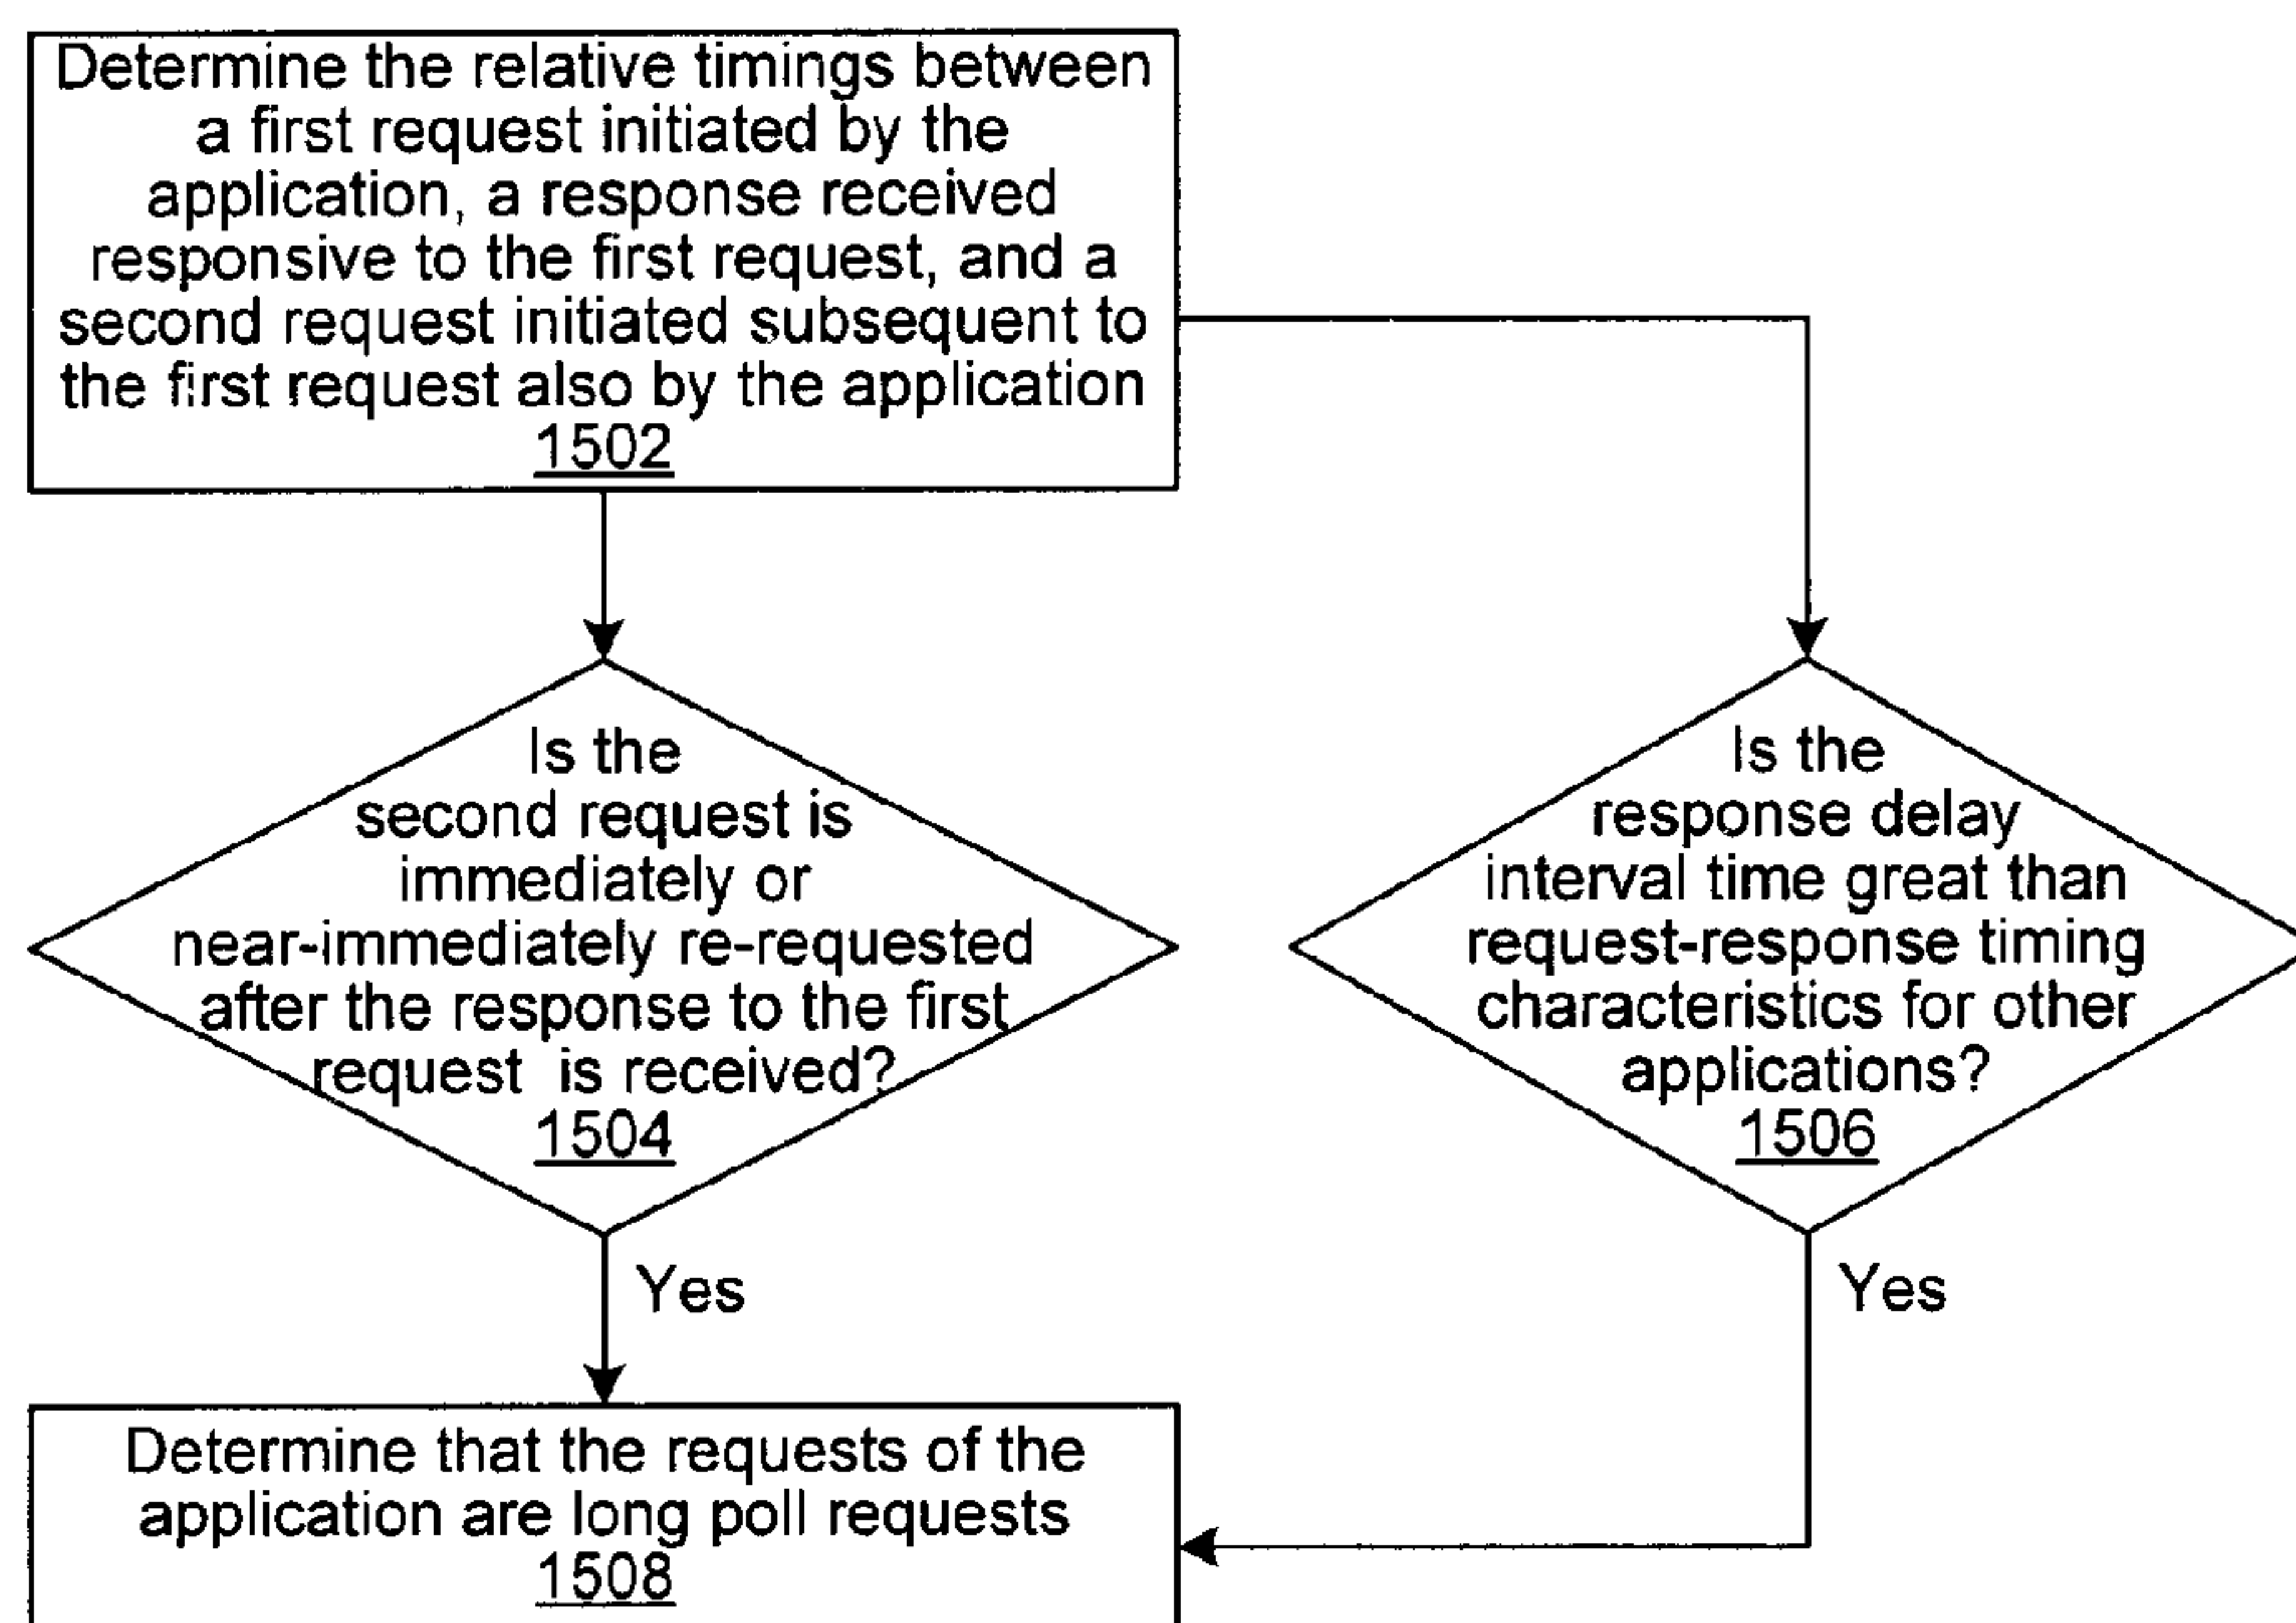 Determine the relative timings between
a first request initiated by the
application, a response received
responsive to the first request, and a
second request initiated subsequent to
the first request also by the application
1502
Is the
second request is
immediately or
near-immediately re-requested
after the response to the first
request is received?
1504
Yes
Is the
response delay
interval time great than
request-response timing
characteristics for other
applications?
1506
Yes
Determine that the requests of the
application are long poll requests
1508